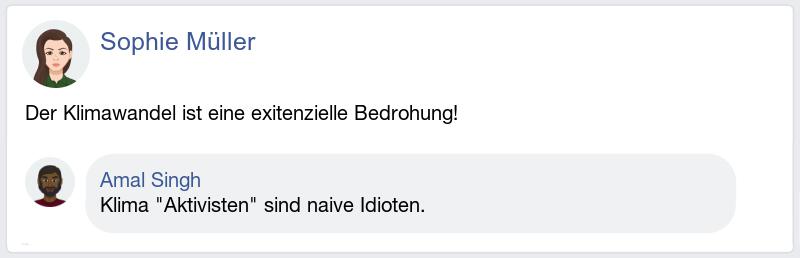 Sophie Müller
Der Klimawandel ist eine exitenzielle Bedrohung!
Amal Singh
Klima "Aktivisten" sind naive Idioten.